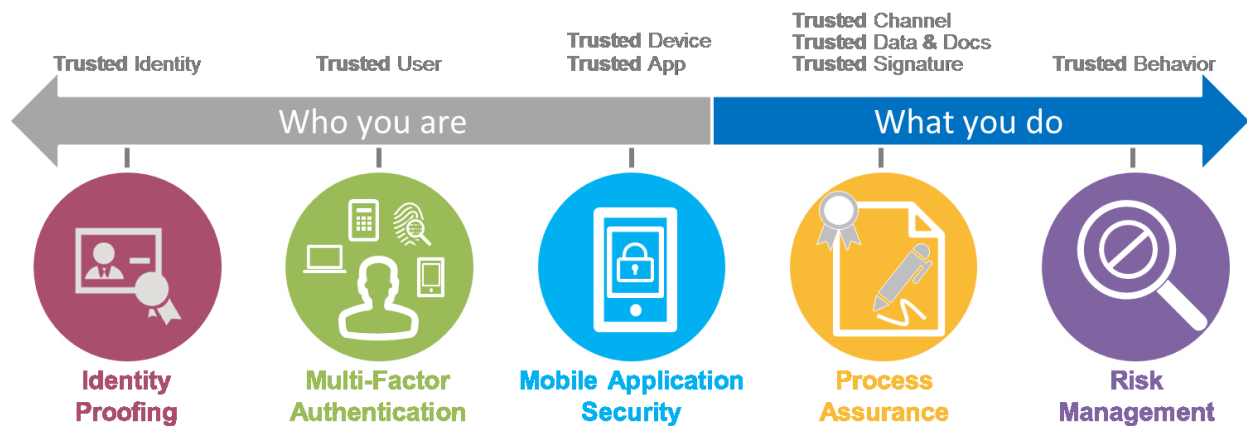 Trusted Identity
Trusted User
Trusted Device
Trusted App
Trusted Channel
Trusted Data & Docs
Trusted Signature
Trusted Behavior
Who you are
What you do
Identity
Proofing
Multi-Factor
Authentication
Mobile Application
Security
Process
Assurance
Risk
Management